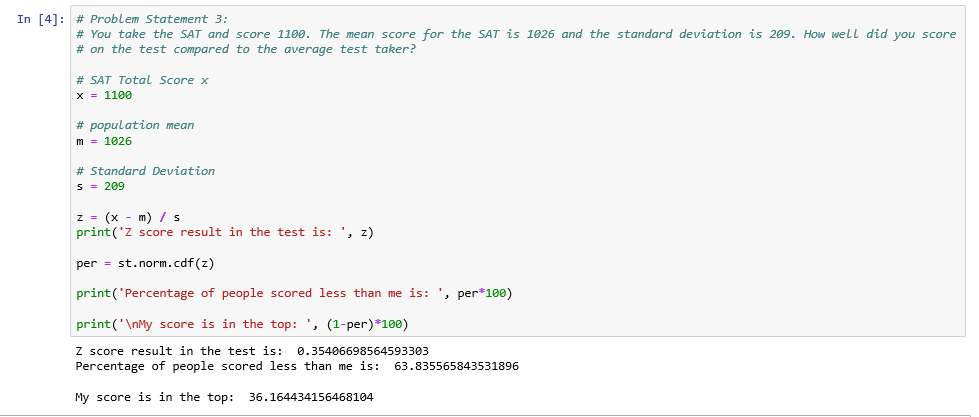 In [4]: # Problem Statement 3:
# You take the SAT and score 1100. The mean score for the SAT is 1026 and the standard deviation is 209. How well did you score
# on the test compared to the average test taker?
# SAT Total Score x
x = 1100
# population mean
m = 1026
# Standard Deviation
s = 209
z = (x - m) / s
print('Z score result in the test is: ', z)
per = st.norm.cdf(z)
print('Percentage of people scored less than me is: ', per*100)
print('\nMy score is in the top: ', (1-per)*100)
Z score result in the test is:  0.35406698564593303
Percentage of people scored less than me is:  63.835565843531896
My score is in the top:  36.164434156468104